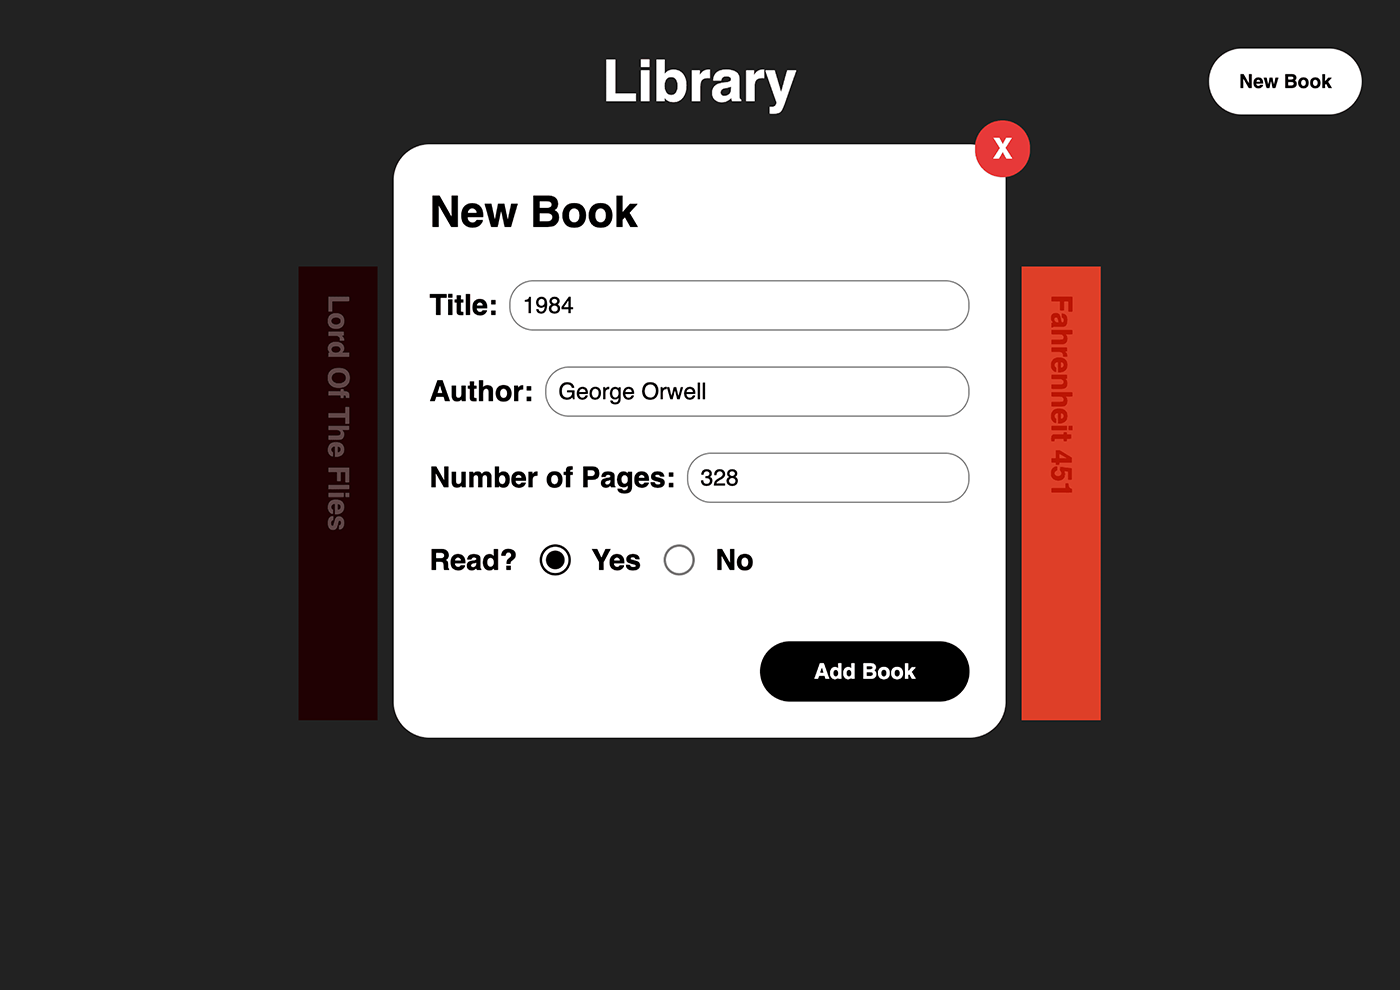 Library
New Book
X
New Book
Title: 1984
Author: George Orwell
Number of Pages: 328
Read? Yes No
Add Book
Lord Of The Flies
Fahrenheit 451